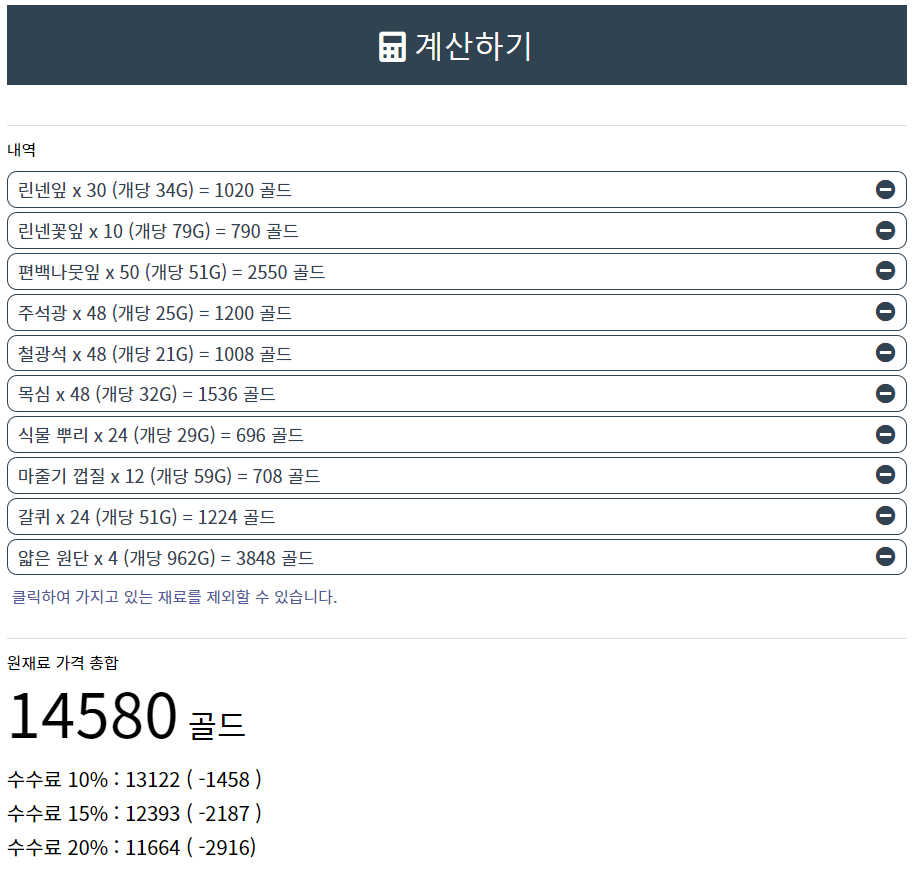 계산하기
내역
린넨잎 x 30 (개당 34G) = 1020 골드
린넨꽃잎 x 10 (개당 79G) = 790 골드
편백나뭇잎 x 50 (개당 51G) = 2550 골드
주석광 x 48 (개당 25G) = 1200 골드
철광석 x 48 (개당 21G) = 1008 골드
목심 x 48 (개당 32G) = 1536 골드
식물 뿌리 x 24 (개당 29G) = 696 골드
마줄기 껍질 x 12 (개당 59G) = 708 골드
갈퀴 x 24 (개당 51G) = 1224 골드
얇은 원단 x 4 (개당 962G) = 3848 골드
클릭하여 가지고 있는 재료를 제외할 수 있습니다.
원재료 가격 총합
14580 골드
수수료 10% : 13122 ( -1458 )
수수료 15% : 12393 ( -2187 )
수수료 20% : 11664 ( -2916)